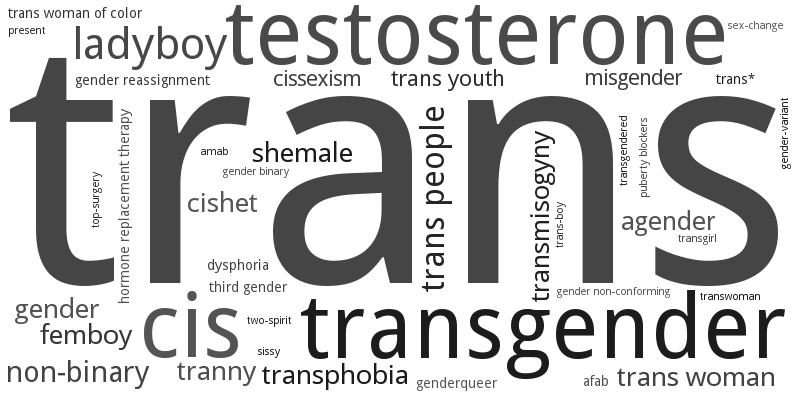 trans woman of color
present
ladyboy
testosterone
sex-change
gender reassignment
cissexism
trans youth
misgender
trans*
trans
hormone replacement therapy
top-surgery
amab
shemale
gender binary
cishet
trans people
transmisogyny
trans-boy
transgendered
puberty blockers
gender-variant
agender
transgirl
dysphoria
third gender
gender non-conforming
transwoman
gender
femboy
cis
two-spirit
sissy
transgender
non-binary
tranny
transphobia
genderqueer
afab
trans woman